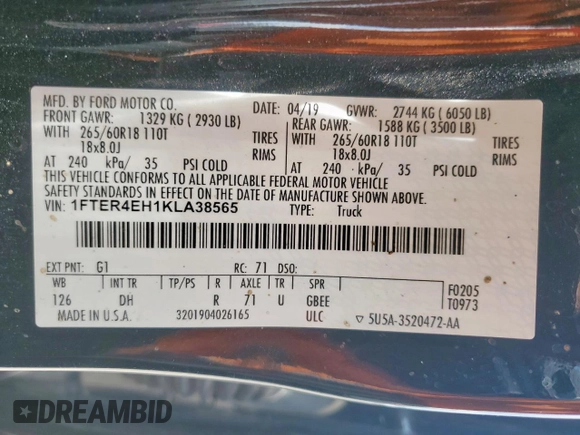 MFD. BY FORD MOTOR CO.
DATE: 04/19 GVWR: 2744 KG ( 6050 LB)
FRONT GAWR: 1329 KG ( 2930 LB) REAR GAWR: 1588 KG ( 3500 LB)
WITH 265/60R18 110T TIRES WITH 265/60R18 110T TIRES
18x8.0J RIMS 18x8.0J RIMS
AT 240 kPa/ 35 PSI COLD AT 240 kPa/ 35 PSI COLD
THIS VEHICLE CONFORMS TO ALL APPLICABLE FEDERAL MOTOR VEHICLE
SAFETY STANDARDS IN EFFECT ON THE DATE OF MANUFACTURE SHOWN ABOVE.
VIN: 1FTER4EH1KLA38565 TYPE: Truck
EXT PNT: G1 RC: 71 DSO:
WB INT TR TP/PS R AXLE TR SPR F0205
126 DH R 71 U GBEE T0973
MADE IN U.S.A. 3201904026165 ULC ▽ 5U5A-3520472-AA
DREAMBID